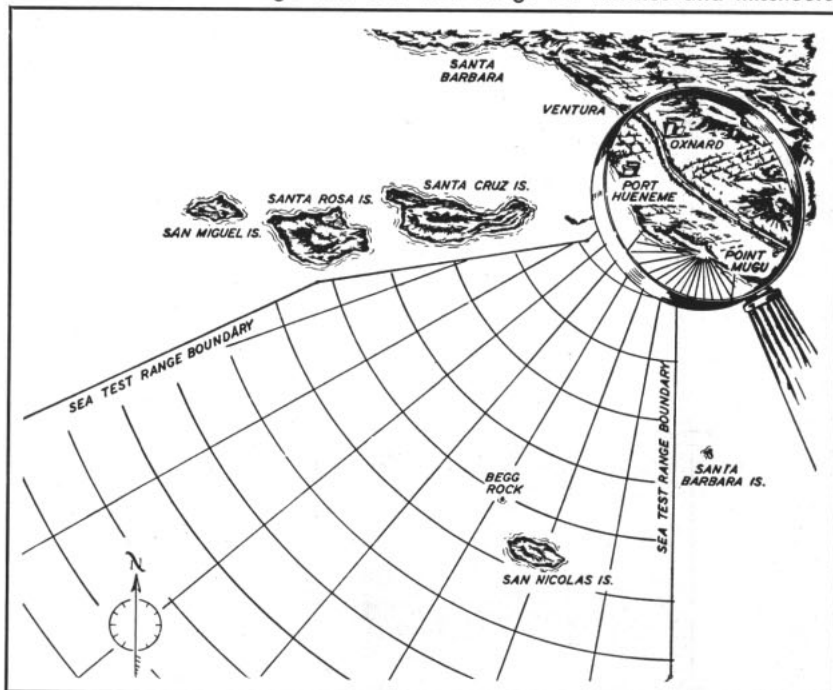 SANTA
BARBARA
VENTURA
OXNARD
PORT
HUENEME
POINT
MUGU
SANTA CRUZ IS.
SANTA ROSA IS.
SAN MIGUEL IS.
SEA TEST RANGE BOUNDARY
SEA TEST RANGE BOUNDARY
SANTA
BARBARA IS.
BEGG
ROCK
SAN NICOLAS IS.
N